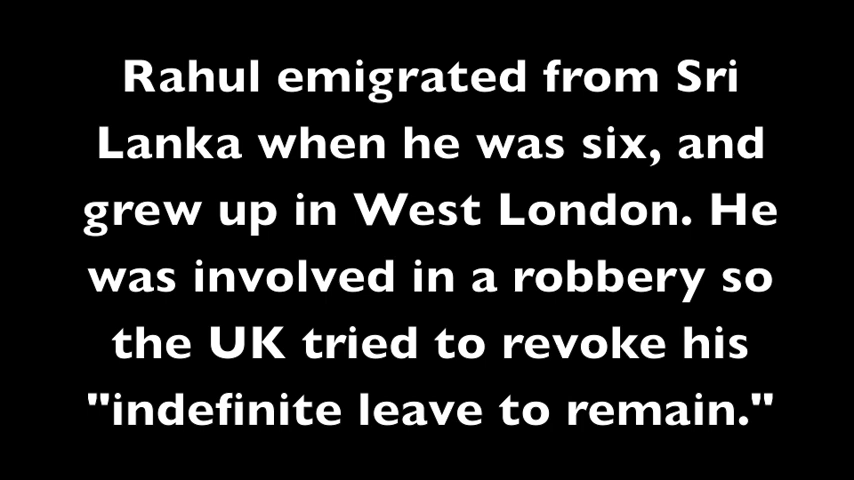 Rahul emigrated from Sri
Lanka when he was six, and
grew up in West London. He
was involved in a robbery so
the UK tried to revoke his
"indefinite leave to remain."